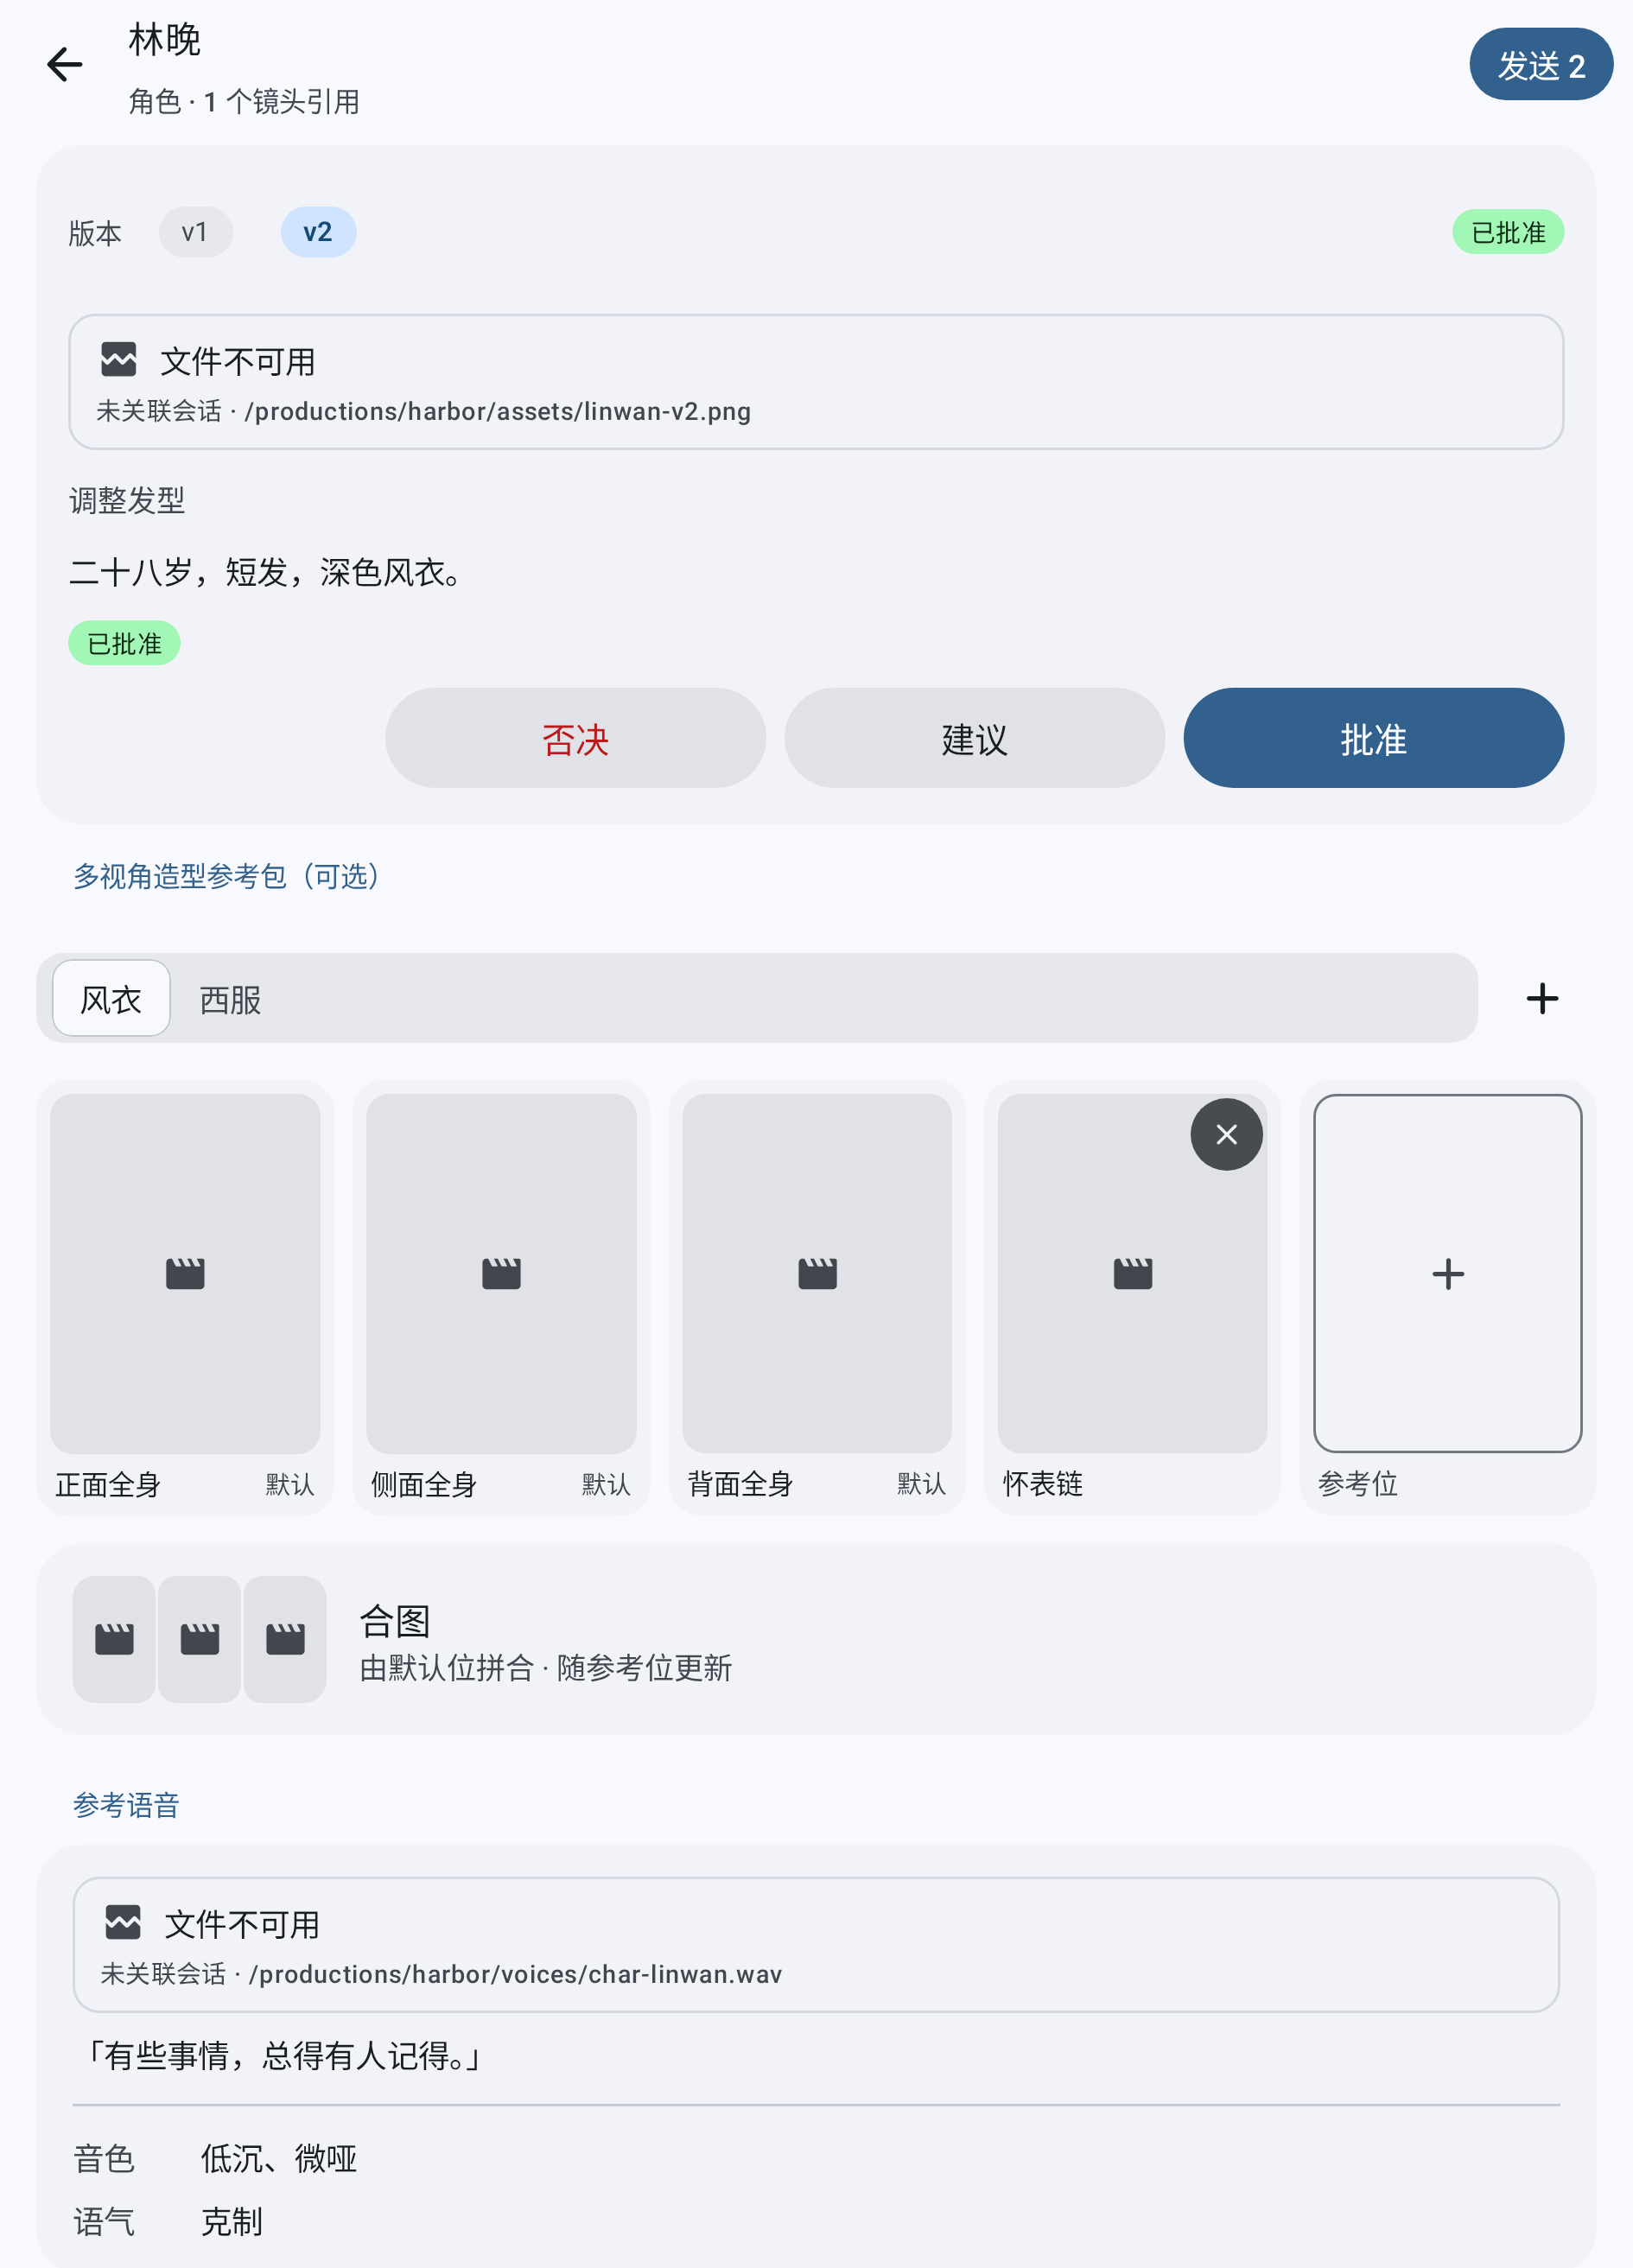 林晚
角色 · 1 个镜头引用
发送 2
版本 v1 v2 已批准
文件不可用
未关联会话 · /productions/harbor/assets/linwan-v2.png
调整发型
二十八岁，短发，深色风衣。
已批准
否决 建议 批准
多视角造型参考包（可选）
风衣 西服
正面全身 默认 侧面全身 默认 背面全身 默认 怀表链 参考位
合图
由默认位拼合 · 随参考位更新
参考语音
文件不可用
未关联会话 · /productions/harbor/voices/char-linwan.wav
「有些事情，总得有人记得。」
音色 低沉、微哑
语气 克制